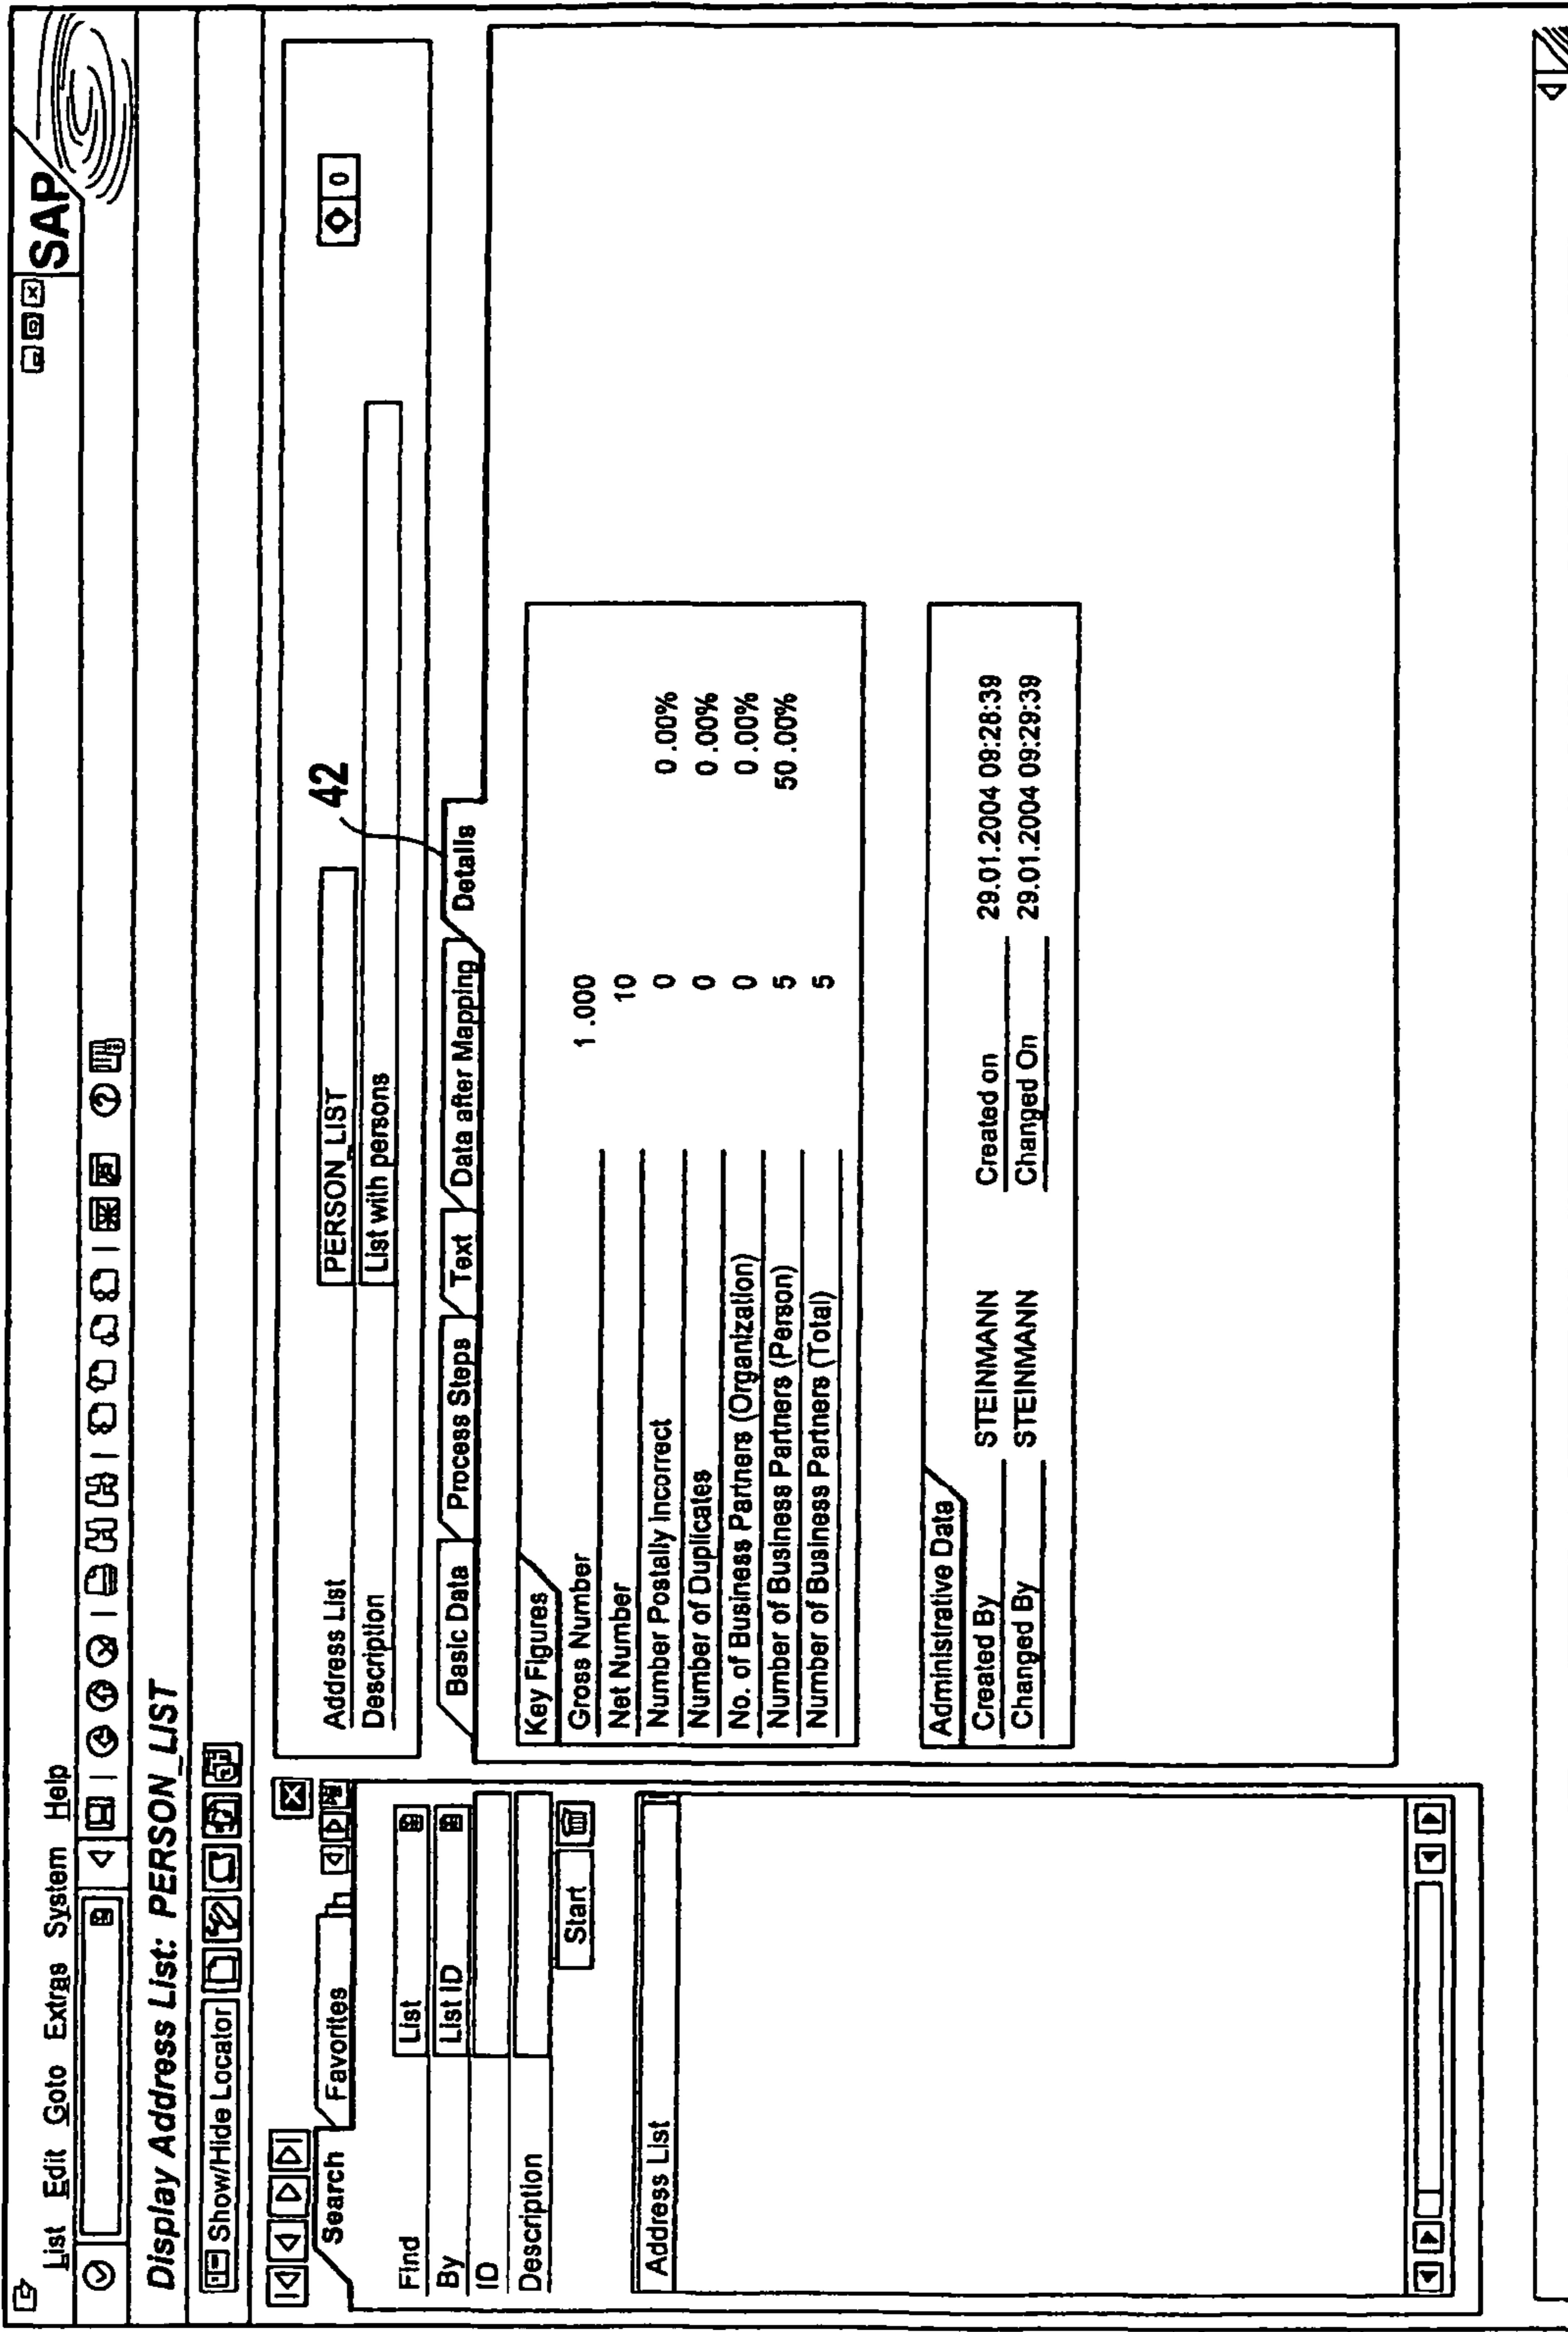 List Edit Goto Extras System Help
SAP
Display Address List: PERSON_LIST
Show/Hide Locator
Search Favorites
Find List
By List ID
ID
Description
Start
Address List
Address List PERSON_LIST 0
Description List with persons
42
Basic Data Process Steps Text Data after Mapping Details
Key Figures
Gross Number 1 .000
Net Number 10
Number Postally Incorrect 0 0 .00%
Number of Duplicates 0 0 .00%
No. of Business Partners (Organization) 0 0 .00%
Number of Business Partners (Person) 5 50 .00%
Number of Business Partners (Total) 5
Administrative Data
Created By STEINMANN Created on 29.01.2004 09:28:39
Changed By STEINMANN Changed On 29.01.2004 09:29:39